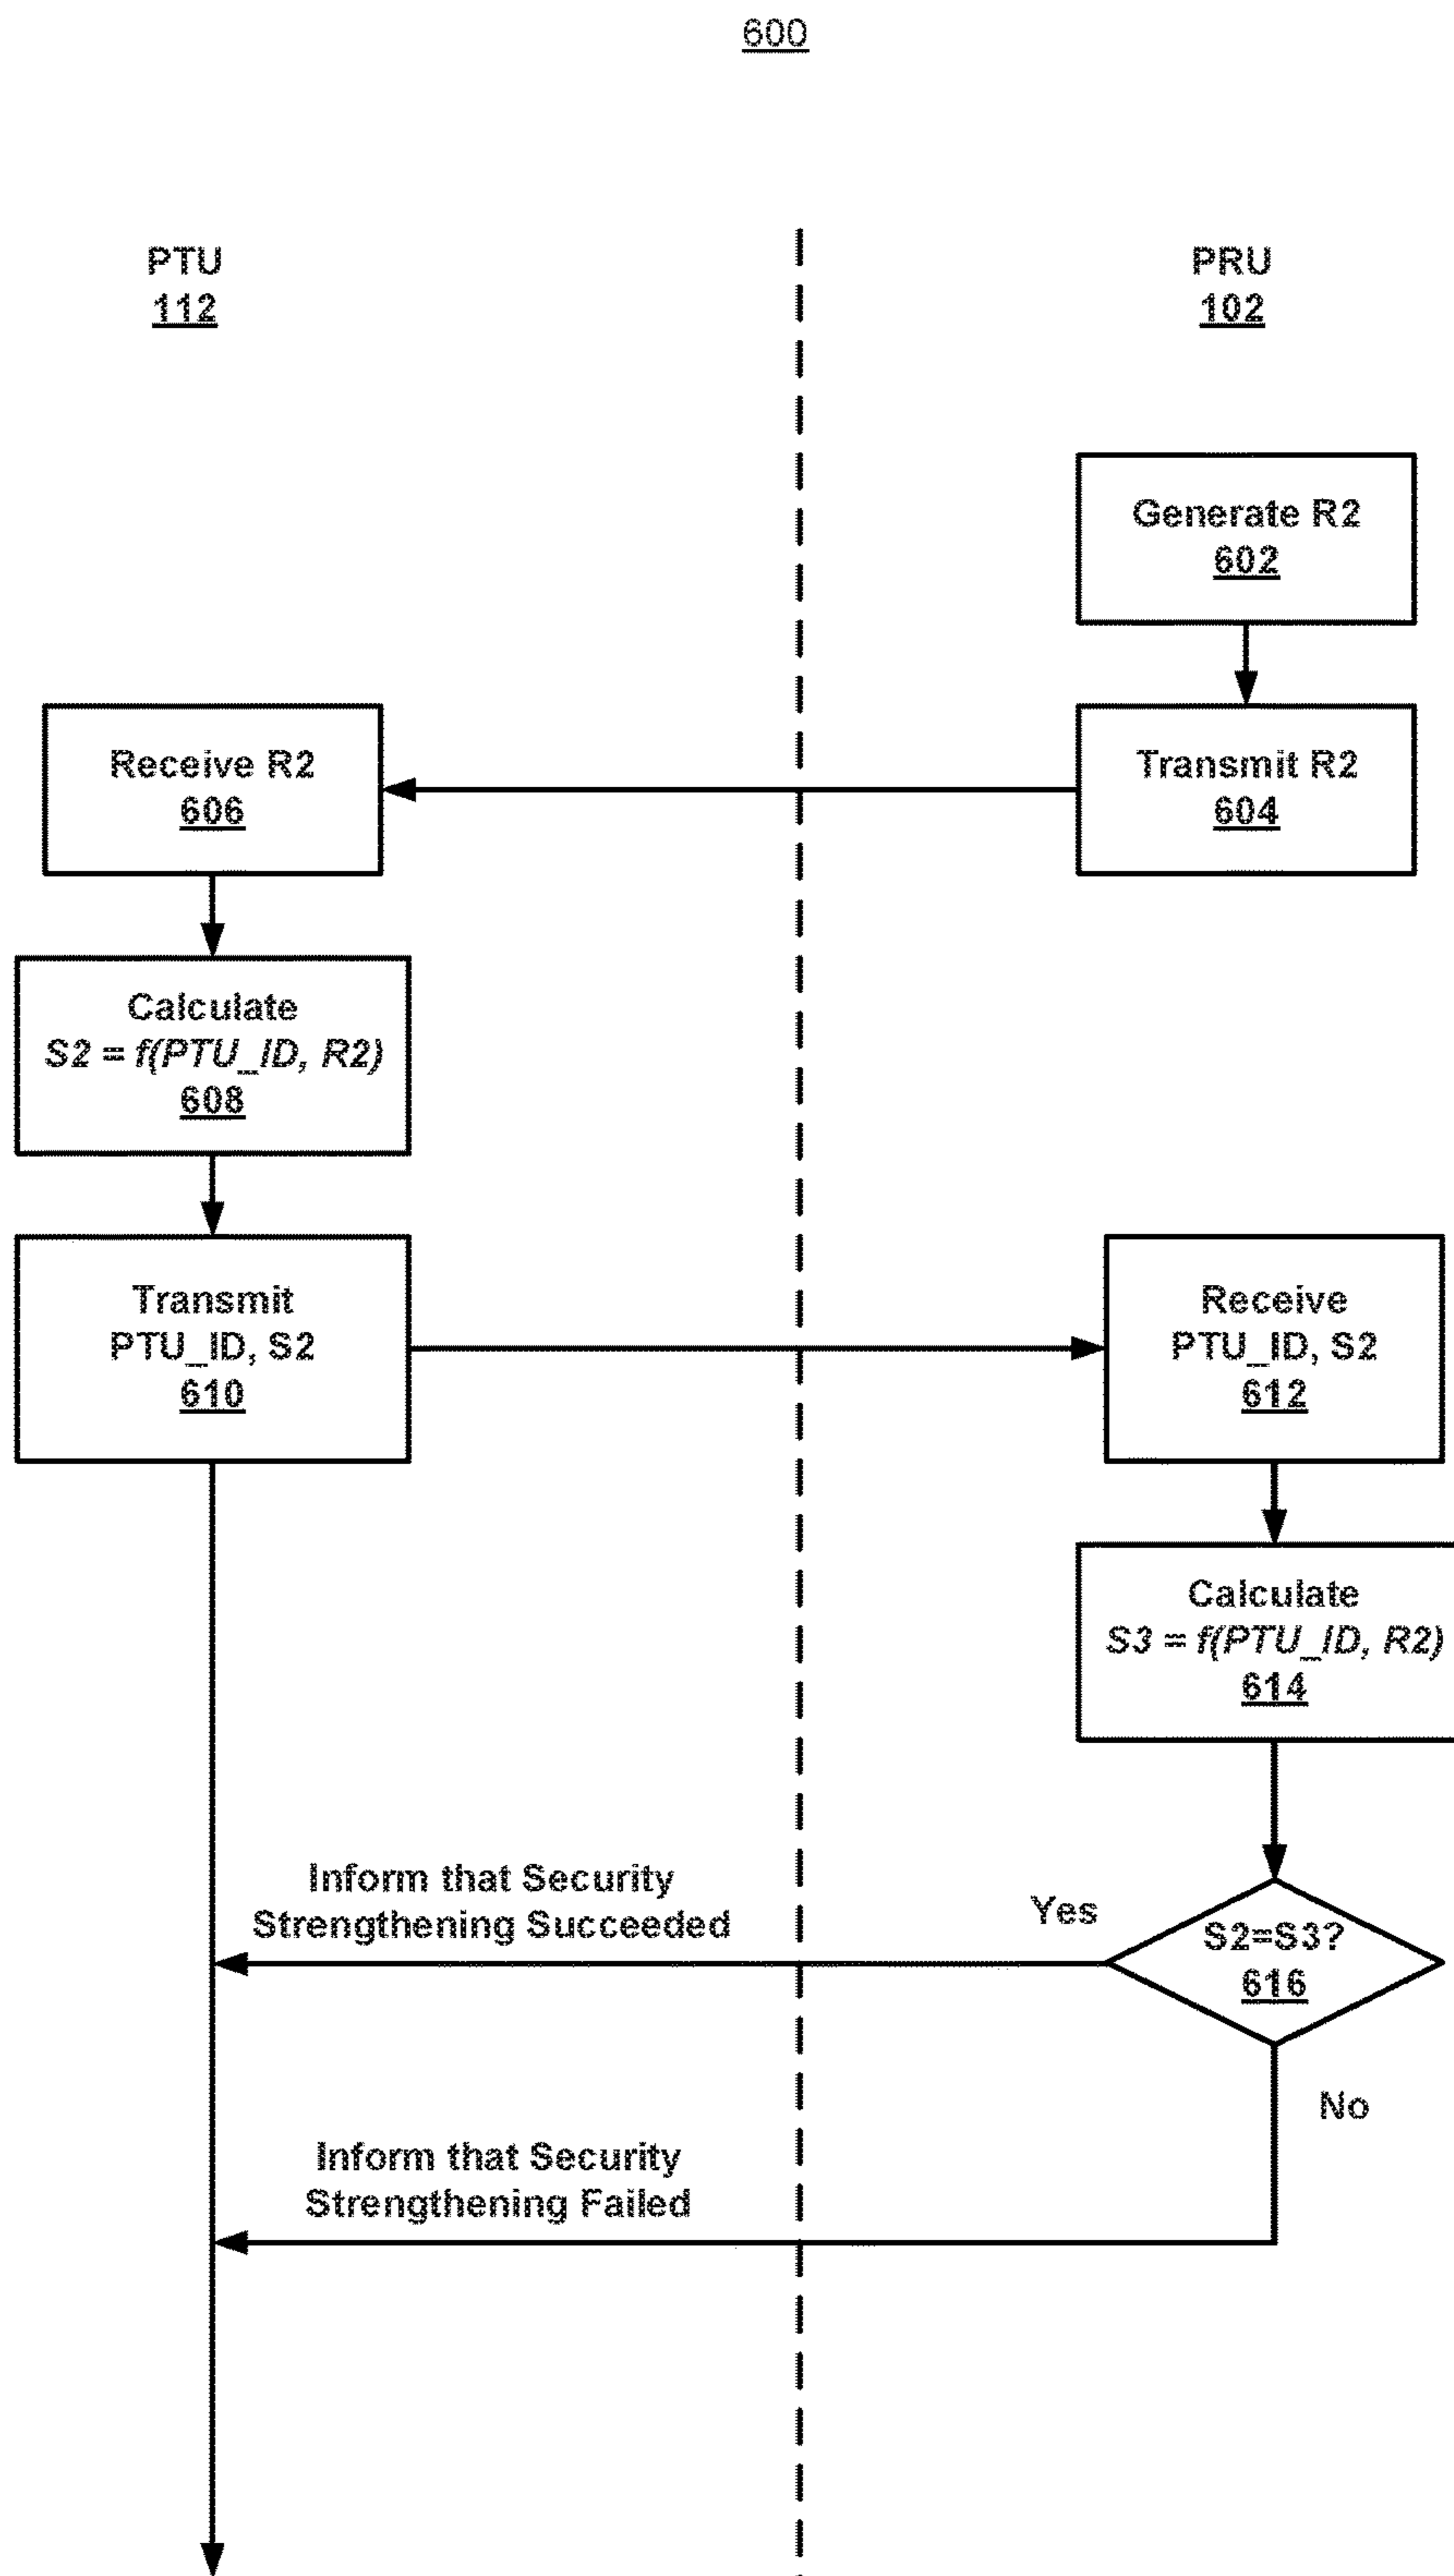 600
PTU
112
PRU
102
Generate R2
602
Receive R2
606
Transmit R2
604
Calculate
S2 = f(PTU_ID, R2)
608
Transmit
PTU_ID, S2
610
Receive
PTU_ID, S2
612
Calculate
S3 = f(PTU_ID, R2)
614
Inform that Security
Strengthening Succeeded
Yes
S2=S3?
616
No
Inform that Security
Strengthening Failed